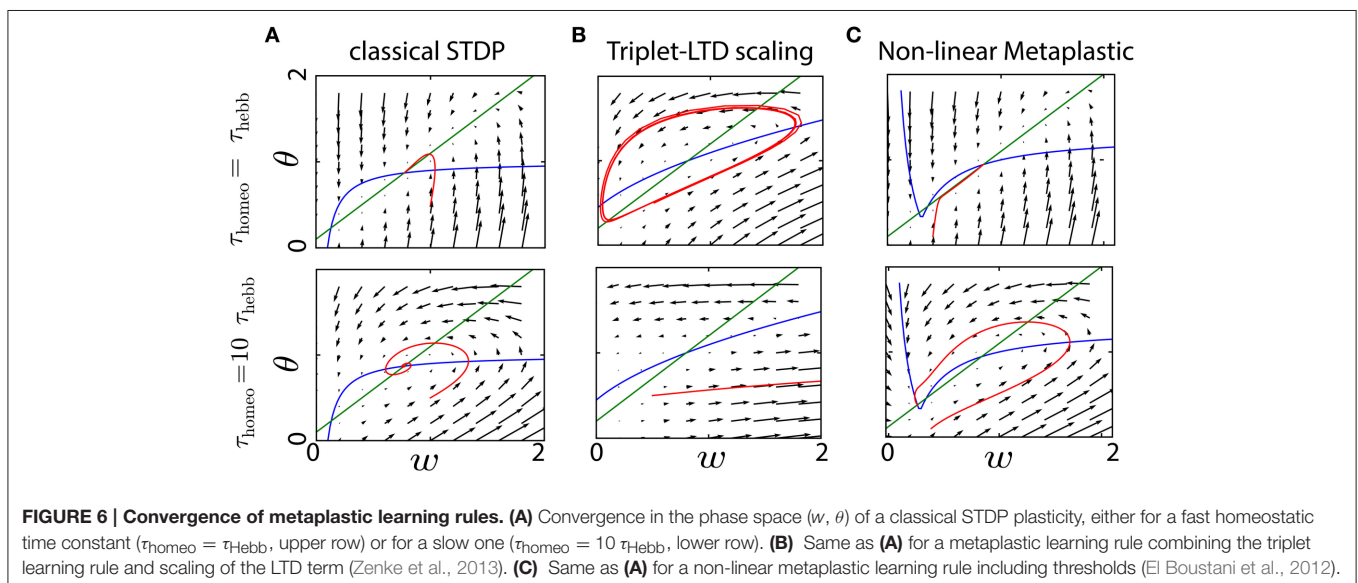 A
classical STDP
B
Triplet-LTD scaling
C
Non-linear Metaplastic
τhomeo = τhebb
2
θ
0
τhomeo=10 τhebb
θ
0
0
w
2
0
w
2
0
w
2
FIGURE 6 | Convergence of metaplastic learning rules. (A) Convergence in the phase space (w, θ) of a classical STDP plasticity, either for a fast homeostatic
time constant (τhomeo = τHebb, upper row) or for a slow one (τhomeo = 10 τHebb, lower row). (B) Same as (A) for a metaplastic learning rule combining the triplet
learning rule and scaling of the LTD term (Zenke et al., 2013). (C) Same as (A) for a non-linear metaplastic learning rule including thresholds (El Boustani et al., 2012).